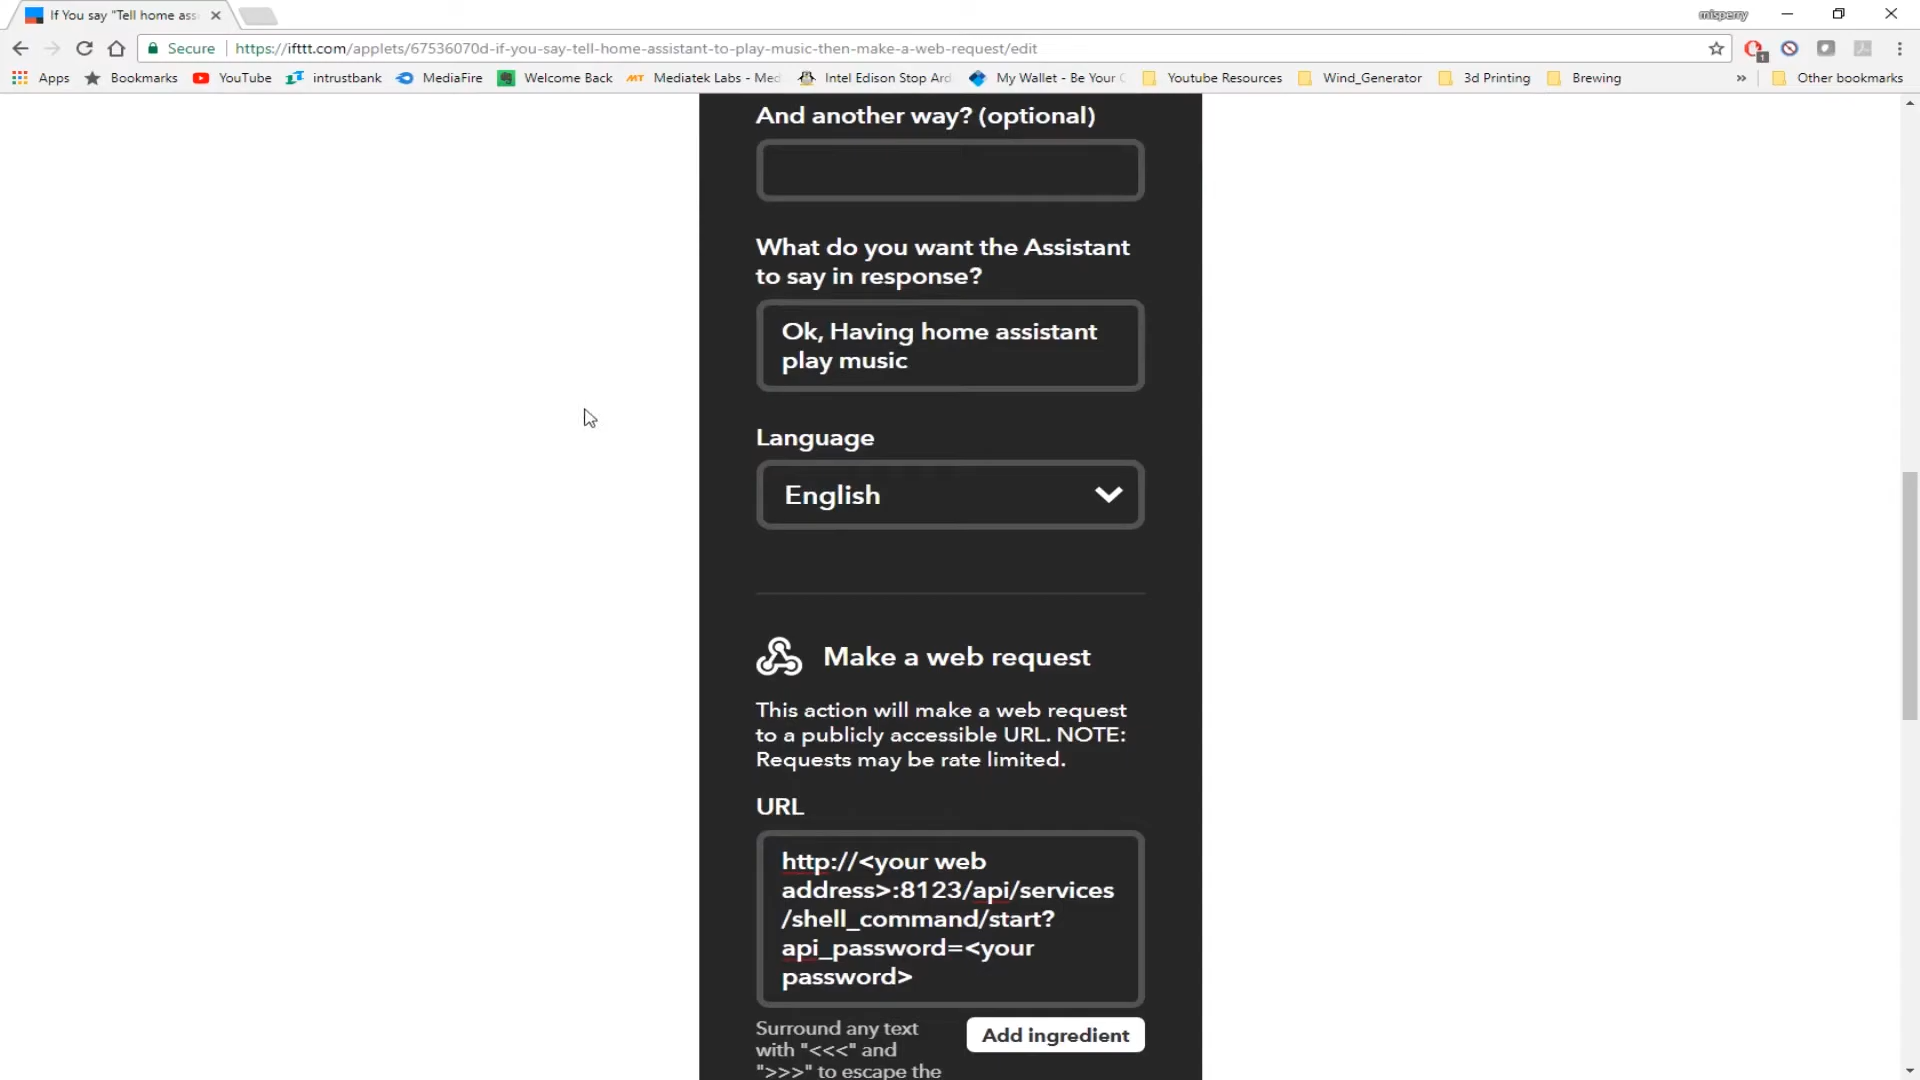 If You say "Tell home ass
misperry
Secure
https://ifttt.com/applets/67536070d-if-you-say-tell-home-assistant-to-play-music-then-make-a-web-request/edit
1
Apps
Bookmarks
YouTube
intrustbank
MediaFire
Welcome Back
MT
Mediatek Labs - Med
Intel Edison Stop Ard
My Wallet - Be Your
Youtube Resources
Wind_Generator
3d Printing
Brewing
»
Other bookmarks
And another way? (optional)
What do you want the Assistant
to say in response?
Ok, Having home assistant
play music
Language
English
Make a web request
This action will make a web request
to a publicly accessible URL. NOTE:
Requests may be rate limited.
URL
http://<your web
address>:8123/api/services
/shell_command/start?
api_password=<your
password>
Surround any text
with "<<<" and
">>>" to escape the
Add ingredient